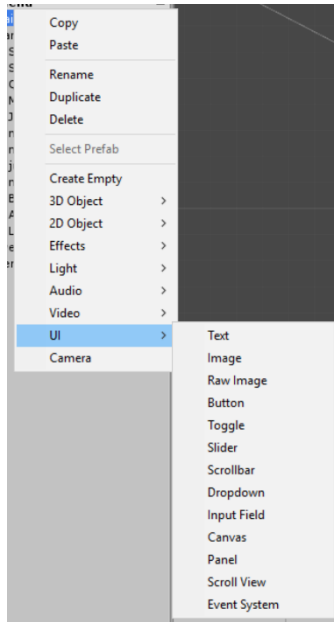 Copy
Paste
Rename
Duplicate
Delete
Select Prefab
Create Empty
3D Object
2D Object
Effects
Light
Audio
Video
UI
Camera
Text
Image
Raw Image
Button
Toggle
Slider
Scrollbar
Dropdown
Input Field
Canvas
Panel
Scroll View
Event System